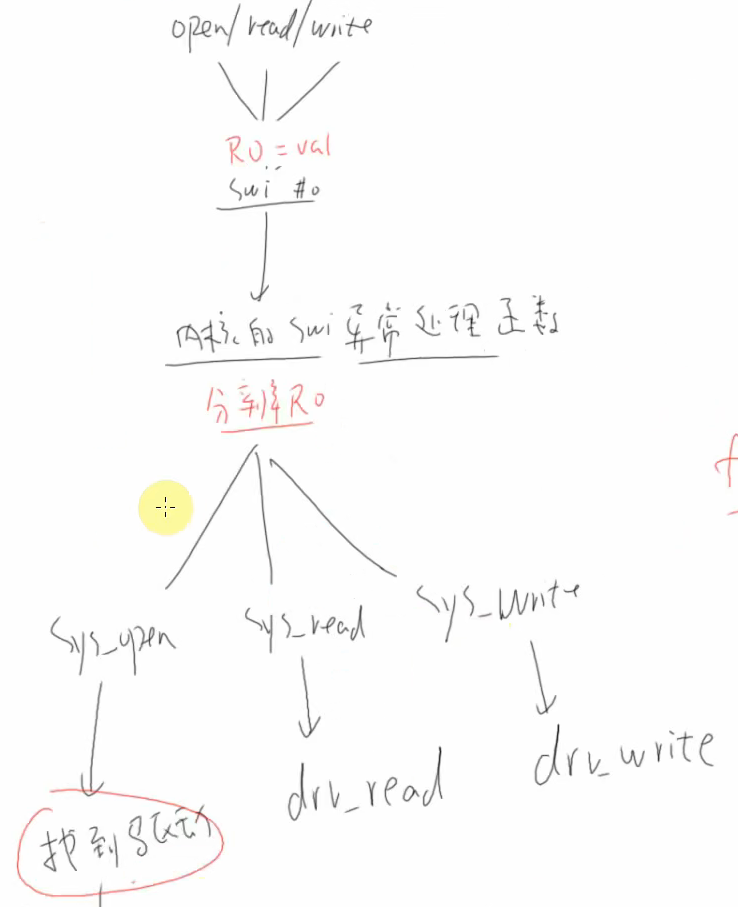 open/read/write
R0 = val
swi #0
内核的 swi 异常处理函数
分辨R0
sys_open
sys_read
sys_write
drv_read
drv_write
找到驱动